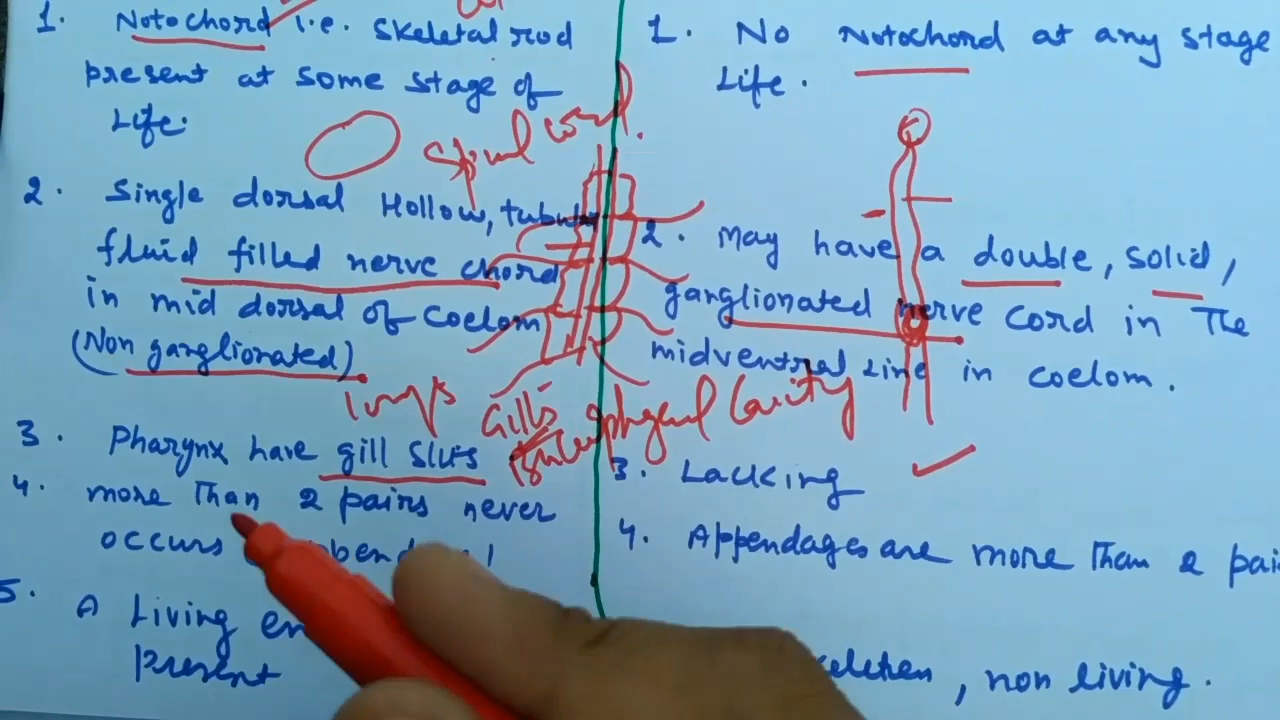 1. Notochord i.e. Skeletal rod
present at some stage of
Life.
2. Single dorsal Hollow, tubular
fluid filled nerve chord
in mid dorsal of Coelom
(Non ganglionated)
3. Pharynx have gill slits
4. more Than 2 pairs never
occurs
5. A Living en
present
Spinal cord.
lungs
Gills
Cavity
1. No Notochord at any stage
Life.
2. May have a double, solid,
ganglionated nerve cord in The
midventral Line in coelom.
3. Lacking
4. Appendages are more Than 2 pai
, non living.